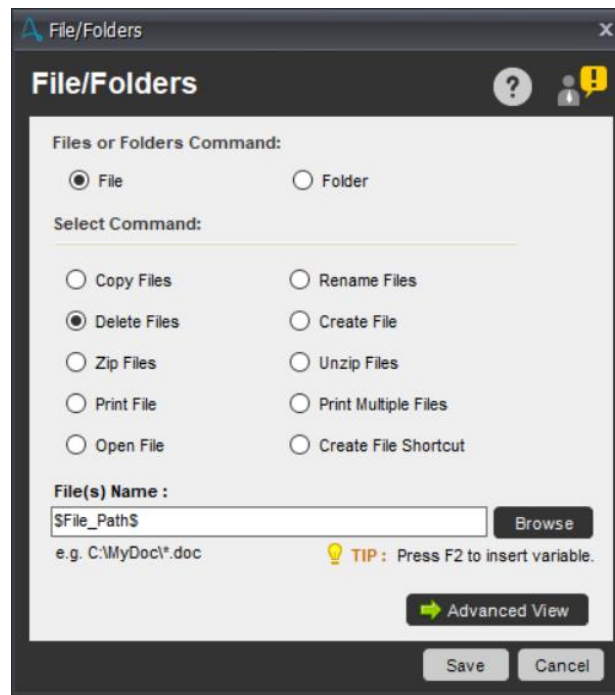 File/Folders
File/Folders
Files or Folders Command:
File
Folder
Select Command:
Copy Files
Rename Files
Delete Files
Create File
Zip Files
Unzip Files
Print File
Print Multiple Files
Open File
Create File Shortcut
File(s) Name :
$File_Path$
Browse
e.g. C:\MyDoc\*.doc
TIP : Press F2 to insert variable.
Advanced View
Save
Cancel